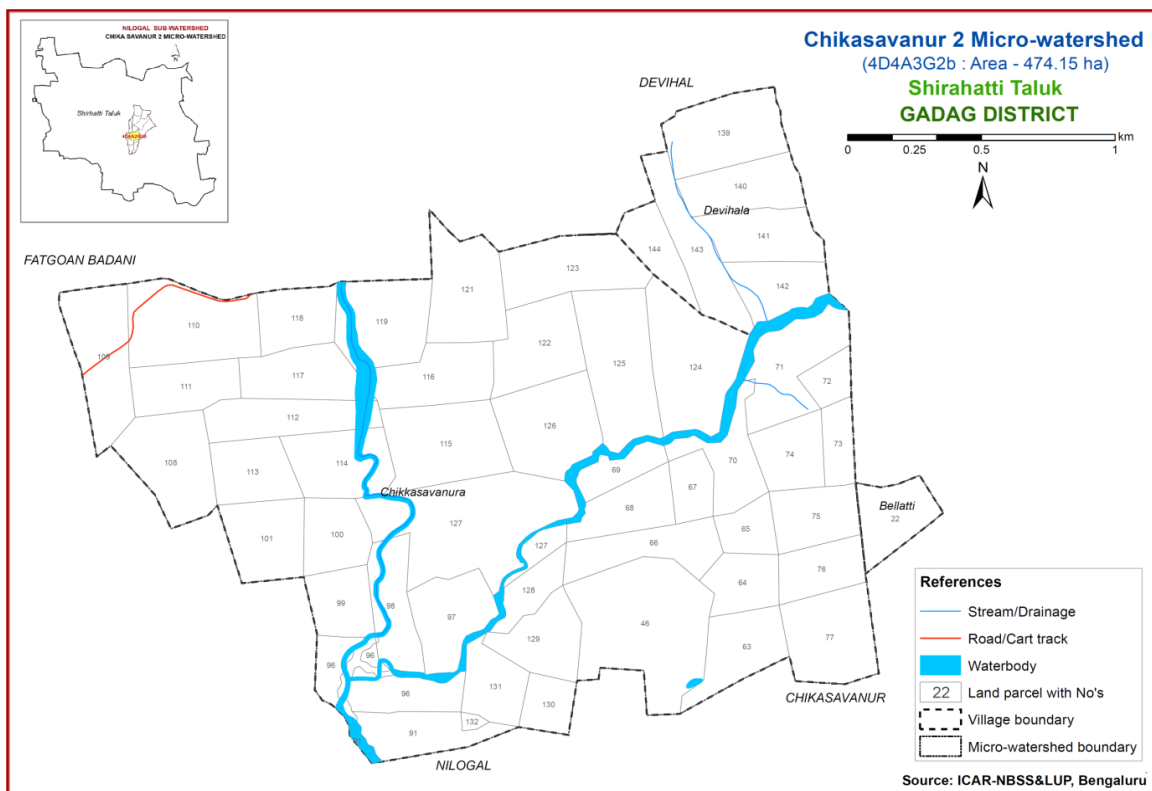 NILOGAL SUB-WATERSHED
CHIKA SAVANUR 2 MICRO-WATERSHED
N
Shirhatti Taluk
Chikasavanur 2 Micro-watershed
(4D4A3G2b : Area - 474.15 ha)
Shirahatti Taluk
GADAG DISTRICT
km
0 0.25 0.5 1
N
DEVIHAL
139
140
Devihala
141
144
143
142
FATGOAN BADANI
123
121
110
118
119
109
122
125
124
71
72
117
116
111
112
126
115
108
113
114
69
70
74
73
67
Chikkasavanura
127
68
Bellatti
22
75
101
100
127
66
65
76
64
128
99
98
97
129
46
63
77
96
96
96
131
130
132
91
CHIKASAVANUR
NILOGAL
References
Stream/Drainage
Road/Cart track
Waterbody
22 Land parcel with No's
Village boundary
Micro-watershed boundary
Source: ICAR-NBSS&LUP, Bengaluru